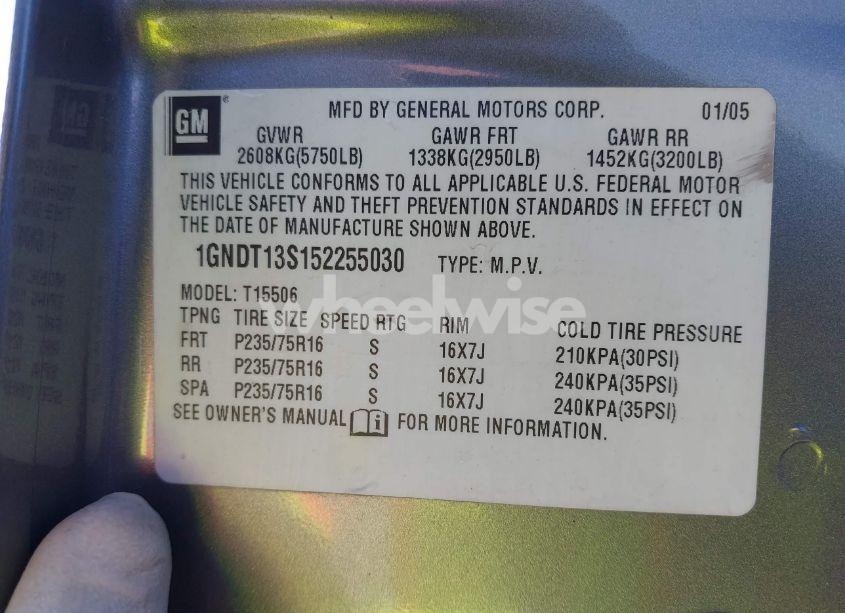 GM® MFD BY GENERAL MOTORS CORP. 01/05
GVWR GAWR FRT GAWR RR
2608KG(5750LB) 1338KG(2950LB) 1452KG(3200LB)
THIS VEHICLE CONFORMS TO ALL APPLICABLE U.S. FEDERAL MOTOR
VEHICLE SAFETY AND THEFT PREVENTION STANDARDS IN EFFECT ON
THE DATE OF MANUFACTURE SHOWN ABOVE.
1GNDT13S152255030 TYPE: M.P.V.
MODEL: T15506
wheelwise
TPNG TIRE SIZE SPEED RTG RIM COLD TIRE PRESSURE
FRT P235/75R16 S 16X7J 210KPA(30PSI)
RR P235/75R16 S 16X7J 240KPA(35PSI)
SPA P235/75R16 S 16X7J 240KPA(35PSI)
SEE OWNER'S MANUAL i FOR MORE INFORMATION.